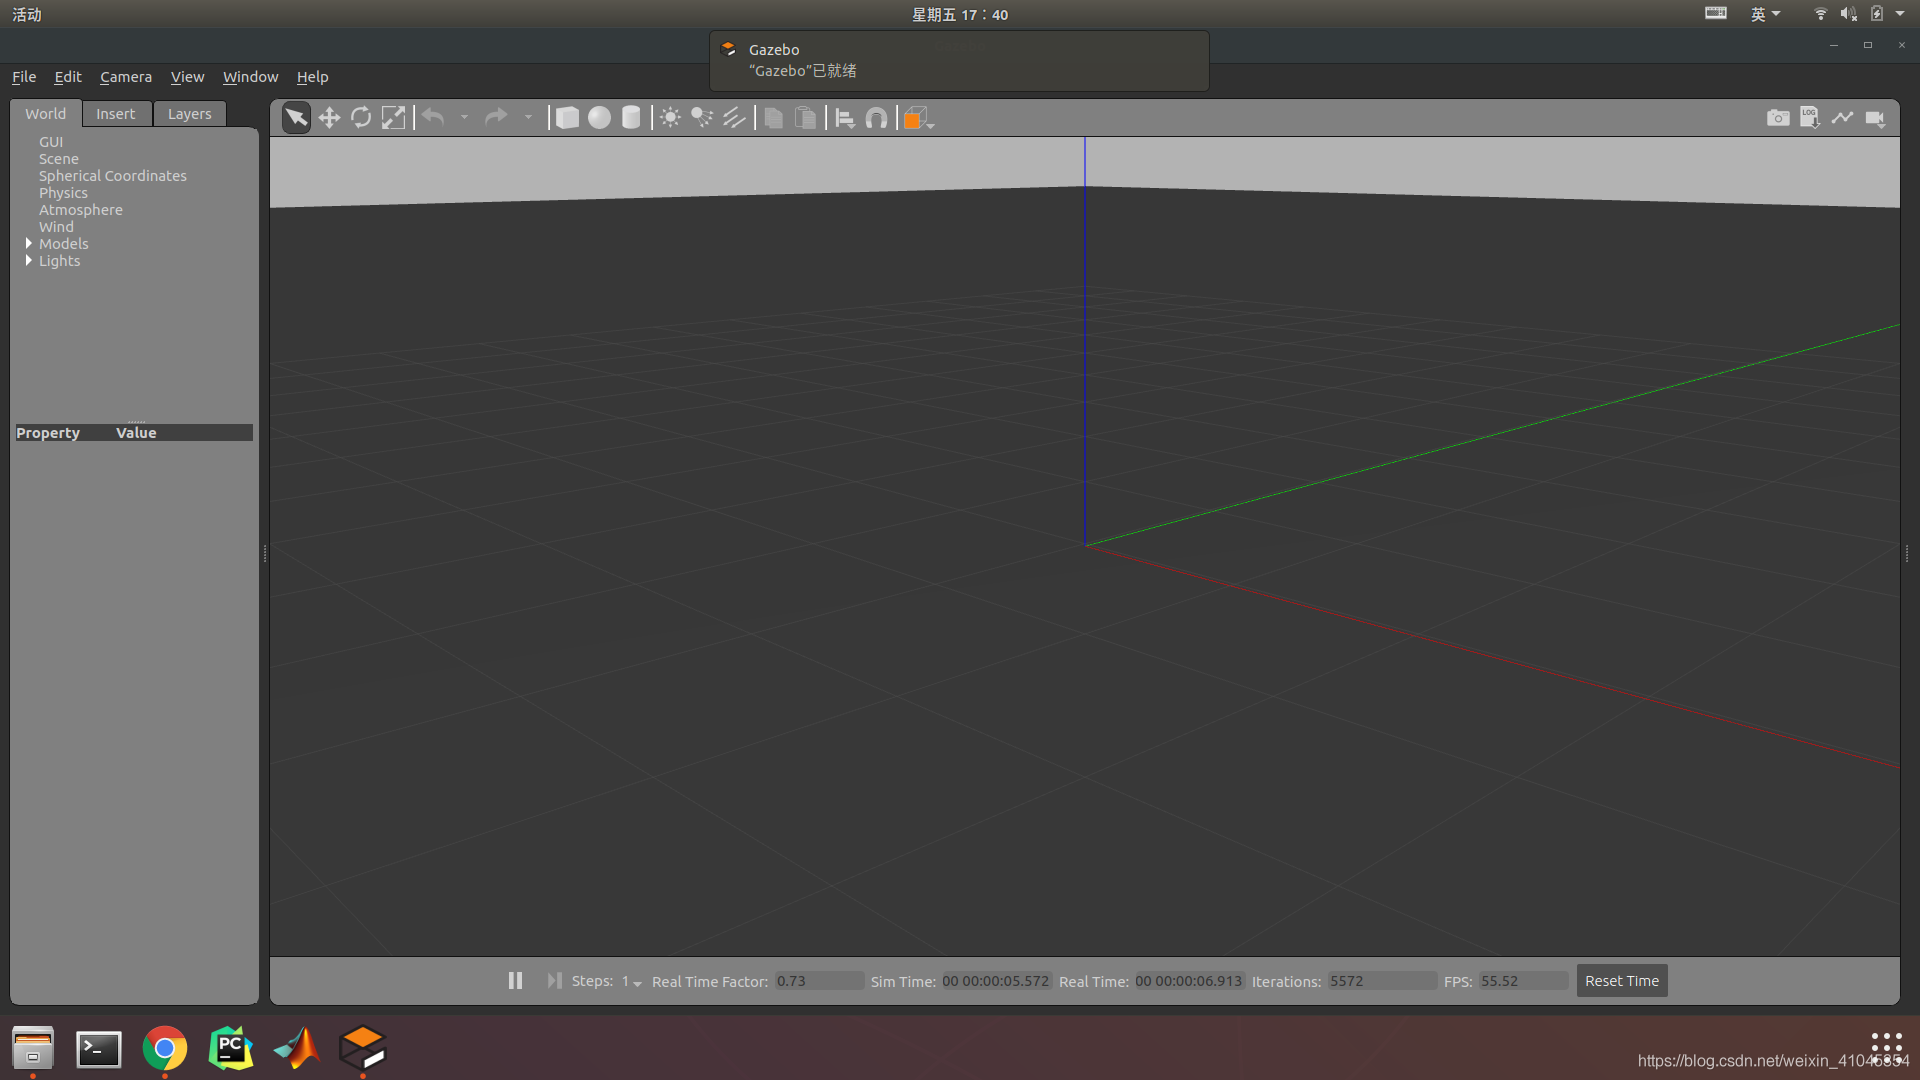 活动
星期五 17：40
英
Gazebo
“Gazebo”已就绪
File Edit Camera View Window Help
World Insert Layers
LOG
GUI
Scene
Spherical Coordinates
Physics
Atmosphere
Wind
Models
Lights
Property Value
Steps: 1 Real Time Factor: 0.73 Sim Time: 00 00:00:05.572 Real Time: 00 00:00:06.913 Iterations: 5572 FPS: 55.52 Reset Time
>_
PC
https://blog.csdn.net/weixin_41045354